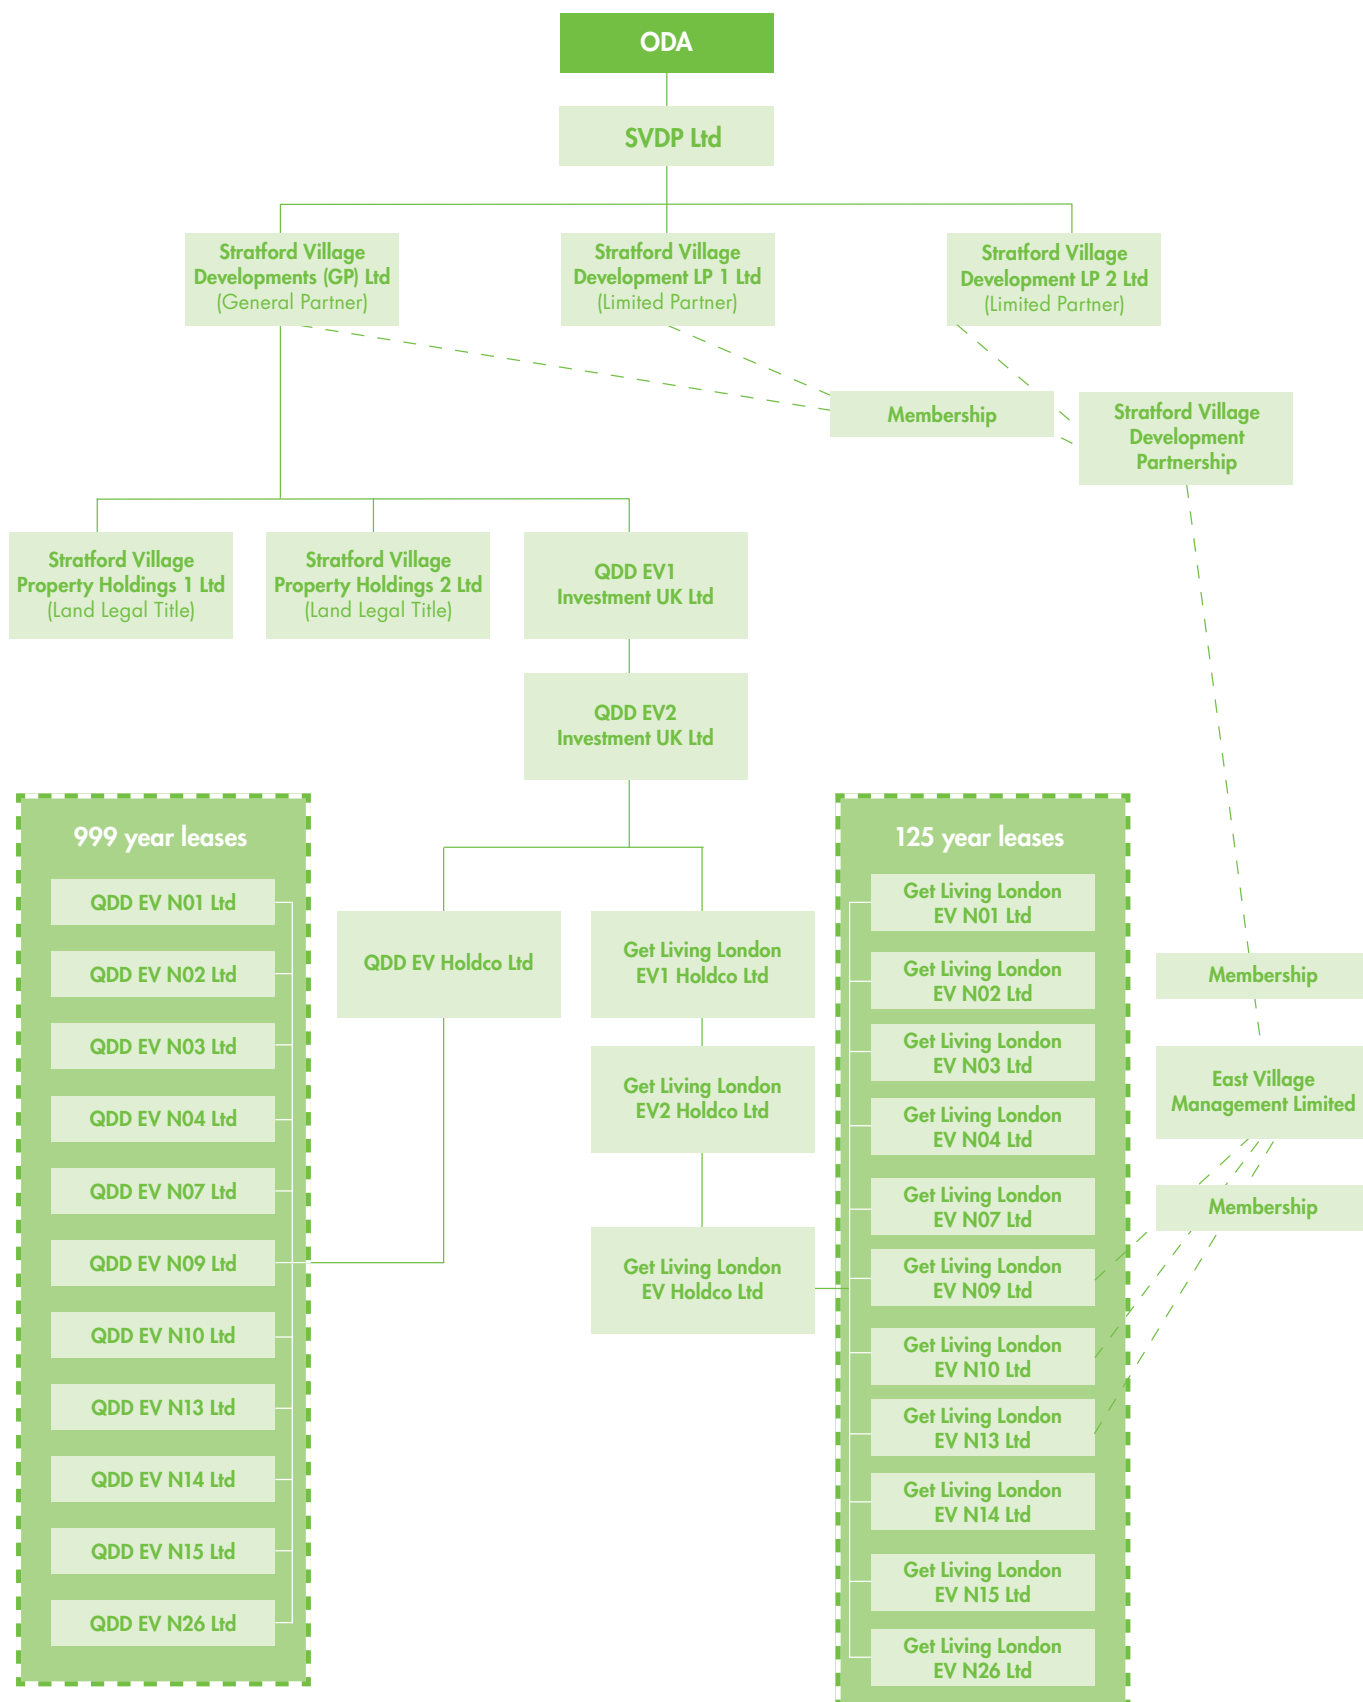 ODA
SVDP Ltd
Stratford Village
Developments (GP) Ltd
(General Partner)
Stratford Village
Development LP 1 Ltd
(Limited Partner)
Stratford Village
Development LP 2 Ltd
(Limited Partner)
Membership
Stratford Village
Development
Partnership
Stratford Village
Property Holdings 1 Ltd
(Land Legal Title)
Stratford Village
Property Holdings 2 Ltd
(Land Legal Title)
QDD EV1
Investment UK Ltd
QDD EV2
Investment UK Ltd
999 year leases
QDD EV N01 Ltd
QDD EV N02 Ltd
QDD EV N03 Ltd
QDD EV N04 Ltd
QDD EV N07 Ltd
QDD EV N09 Ltd
QDD EV N10 Ltd
QDD EV N13 Ltd
QDD EV N14 Ltd
QDD EV N15 Ltd
QDD EV N26 Ltd
QDD EV Holdco Ltd
Get Living London
EV1 Holdco Ltd
Get Living London
EV2 Holdco Ltd
Get Living London
EV Holdco Ltd
125 year leases
Get Living London
EV N01 Ltd
Get Living London
EV N02 Ltd
Get Living London
EV N03 Ltd
Get Living London
EV N04 Ltd
Get Living London
EV N07 Ltd
Get Living London
EV N09 Ltd
Get Living London
EV N10 Ltd
Get Living London
EV N13 Ltd
Get Living London
EV N14 Ltd
Get Living London
EV N15 Ltd
Get Living London
EV N26 Ltd
Membership
East Village
Management Limited
Membership